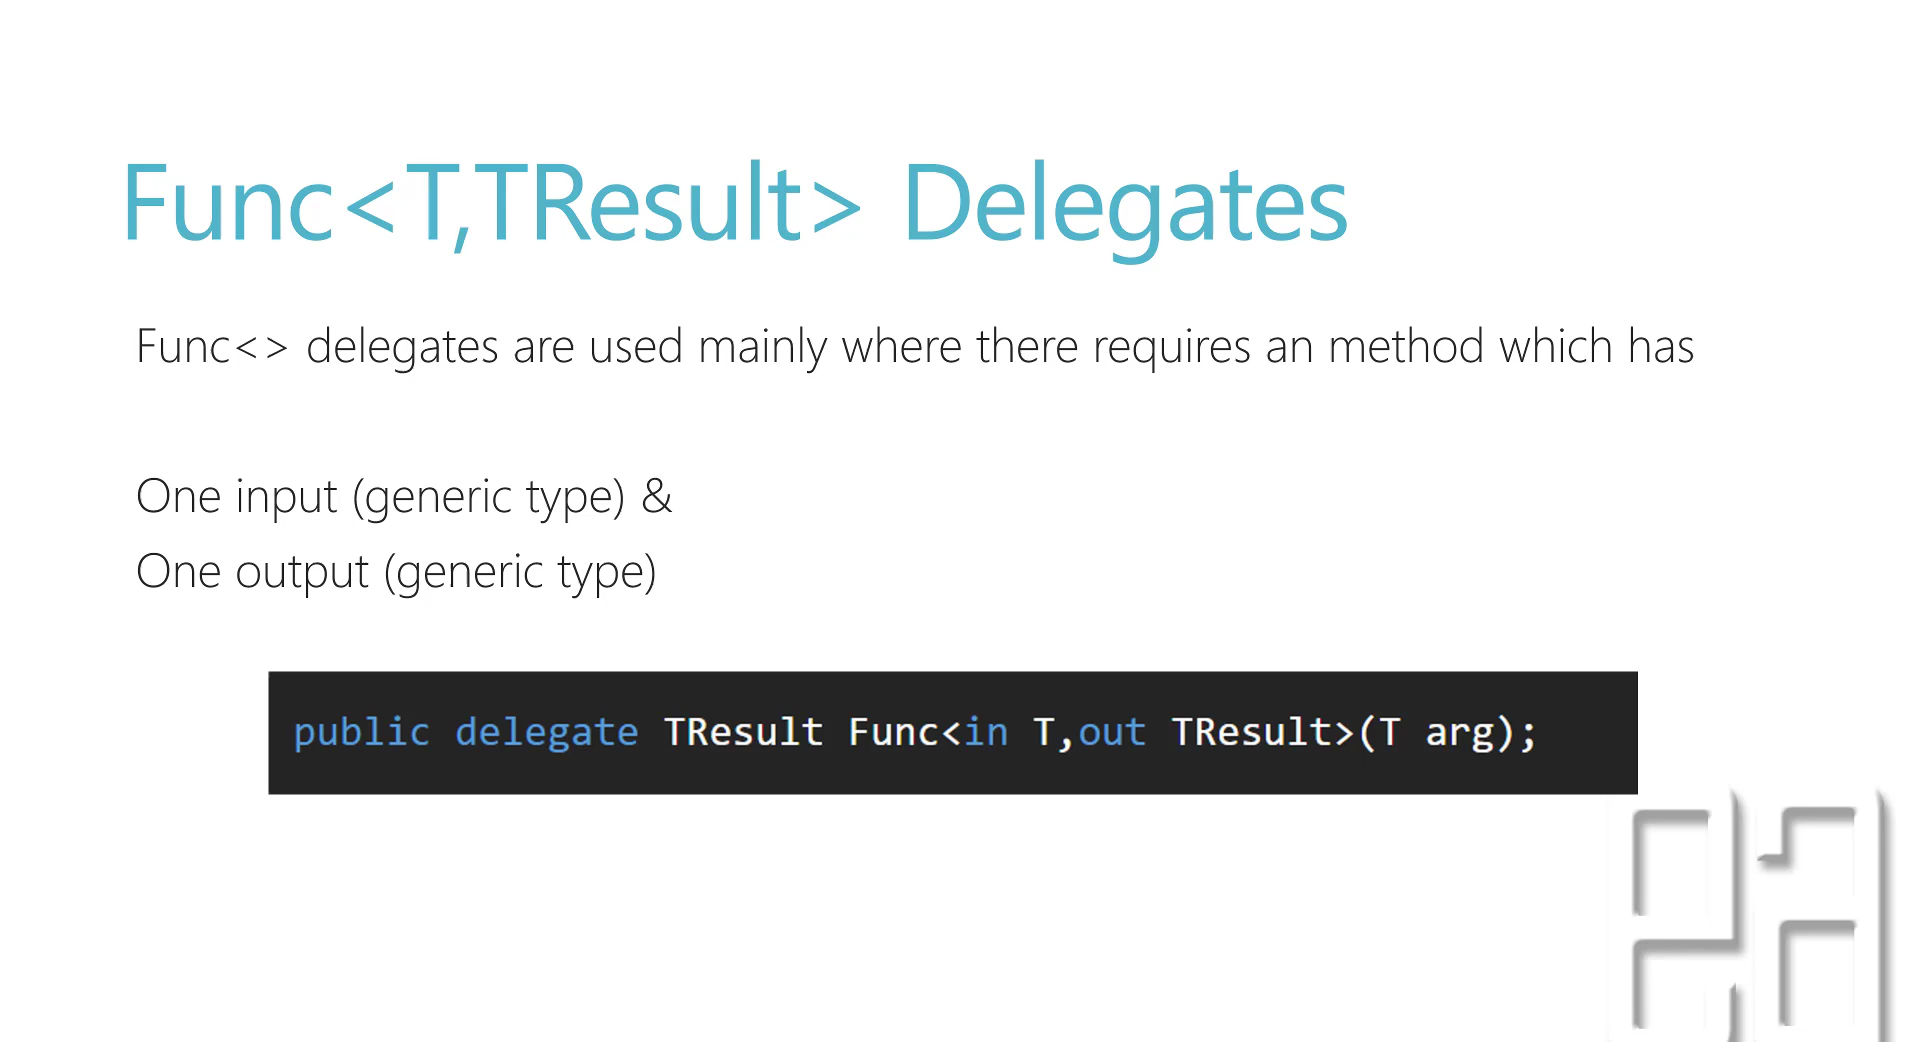 Func<T,TResult> Delegates
Func<> delegates are used mainly where there requires an method which has
One input (generic type) &
One output (generic type)
public delegate TResult Func<in T,out TResult>(T arg);